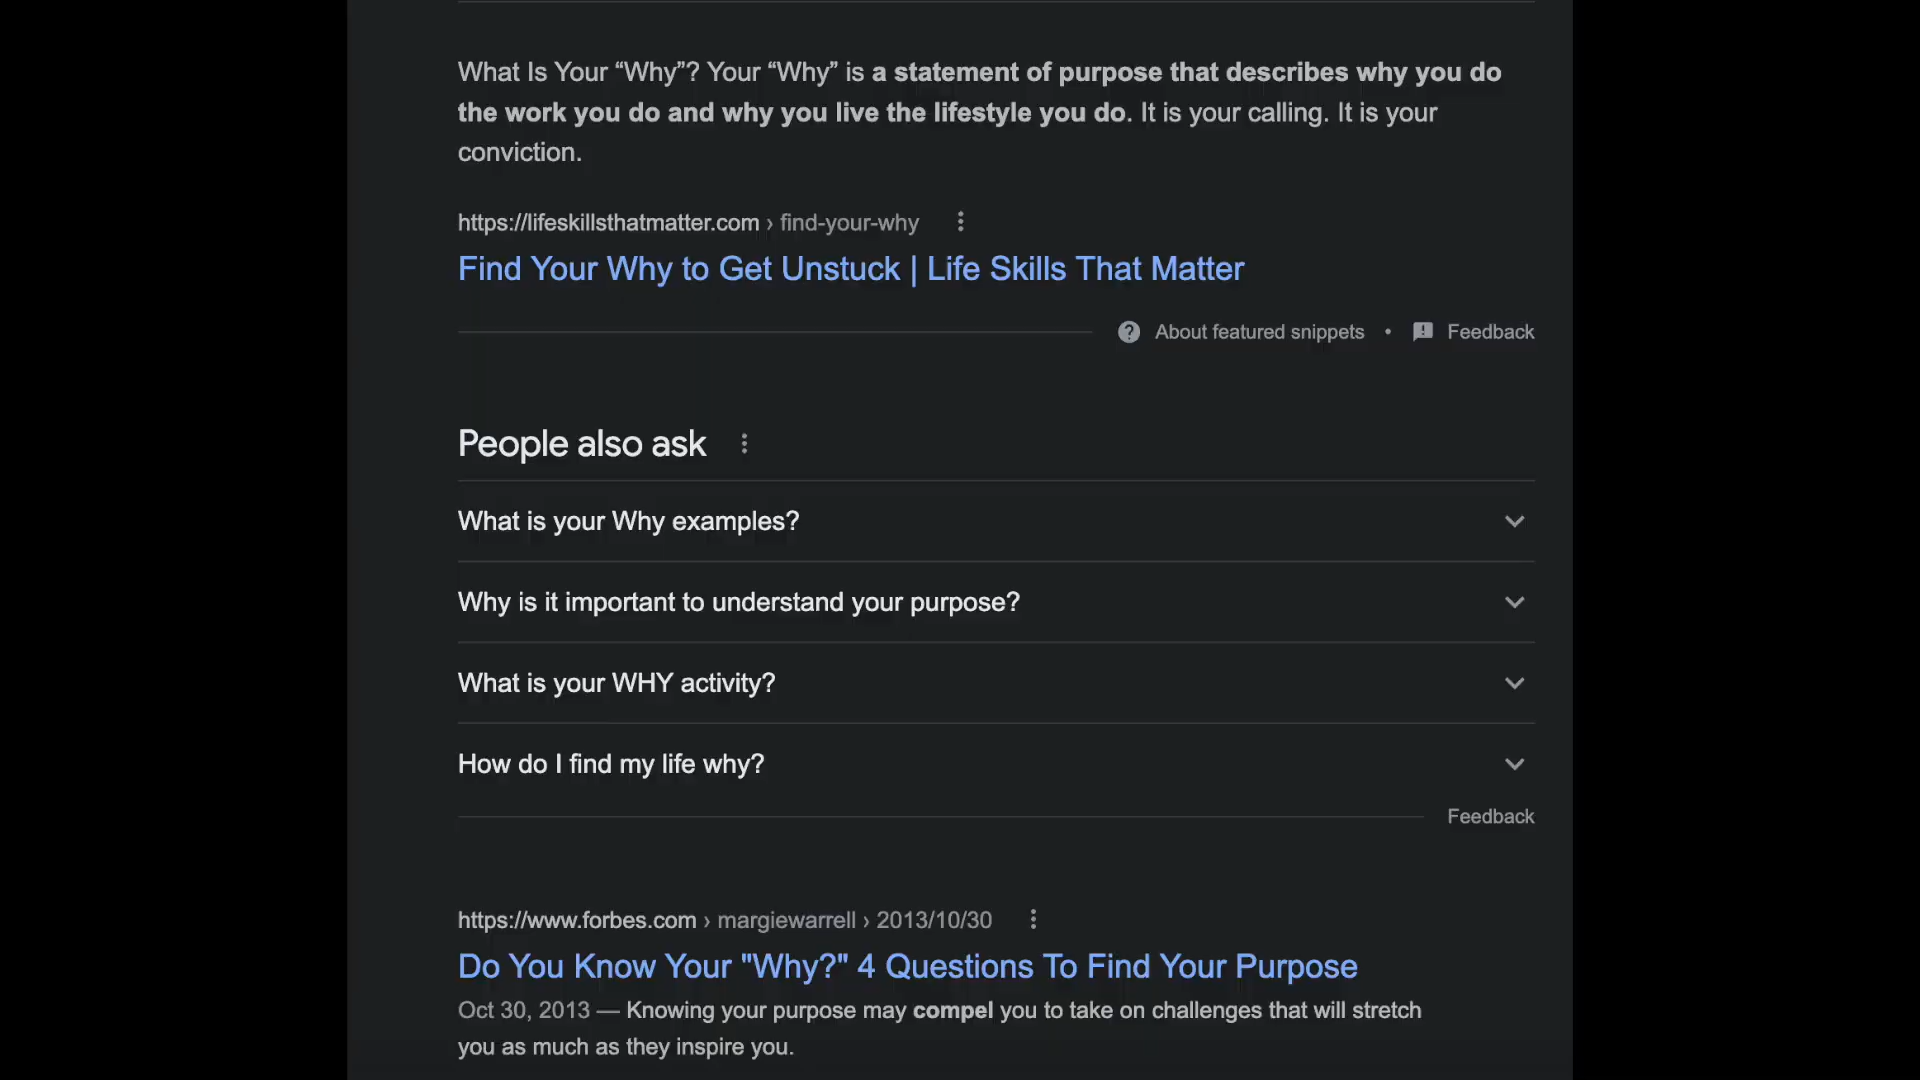 What Is Your “Why”? Your “Why” is a statement of purpose that describes why you do
the work you do and why you live the lifestyle you do. It is your calling. It is your
conviction.
https://lifeskillsthatmatter.com › find-your-why
Find Your Why to Get Unstuck | Life Skills That Matter
About featured snippets • Feedback
People also ask
What is your Why examples?
Why is it important to understand your purpose?
What is your WHY activity?
How do I find my life why?
Feedback
https://www.forbes.com › margiewarrell › 2013/10/30
Do You Know Your "Why?" 4 Questions To Find Your Purpose
Oct 30, 2013 — Knowing your purpose may compel you to take on challenges that will stretch
you as much as they inspire you.